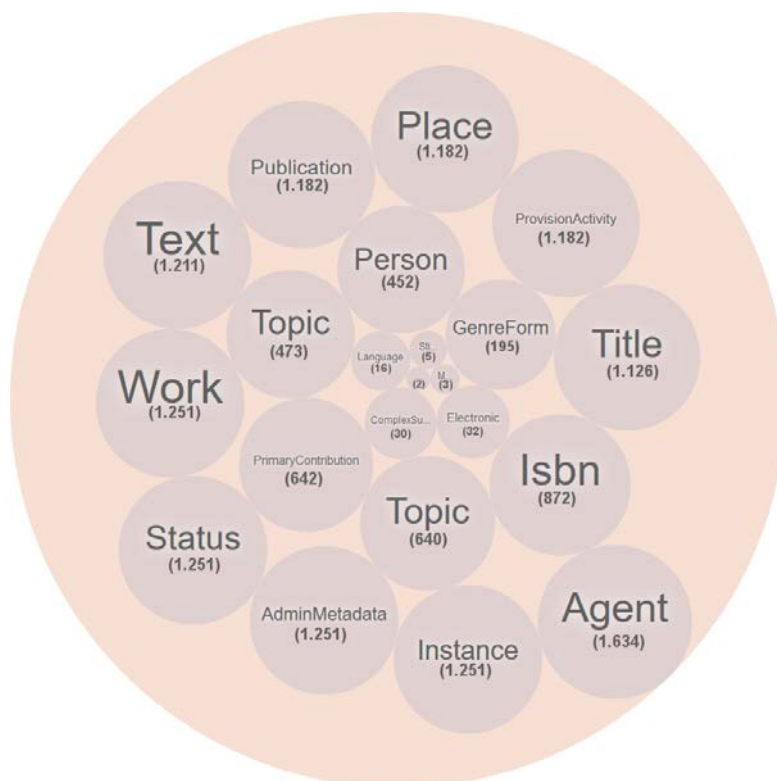 Place
(1.182)
Publication
(1.182)
ProvisionActivity
(1.182)
Text
(1.211)
Person
(452)
Topic
(473)
GenreForm
(195)
Title
(1.126)
Language
(16)
(5)
(2)
M...
(3)
Work
(1.251)
ComplexSu...
(30)
Electronic
(32)
PrimaryContribution
(642)
Isbn
(872)
Topic
(640)
Status
(1.251)
AdminMetadata
(1.251)
Instance
(1.251)
Agent
(1.634)